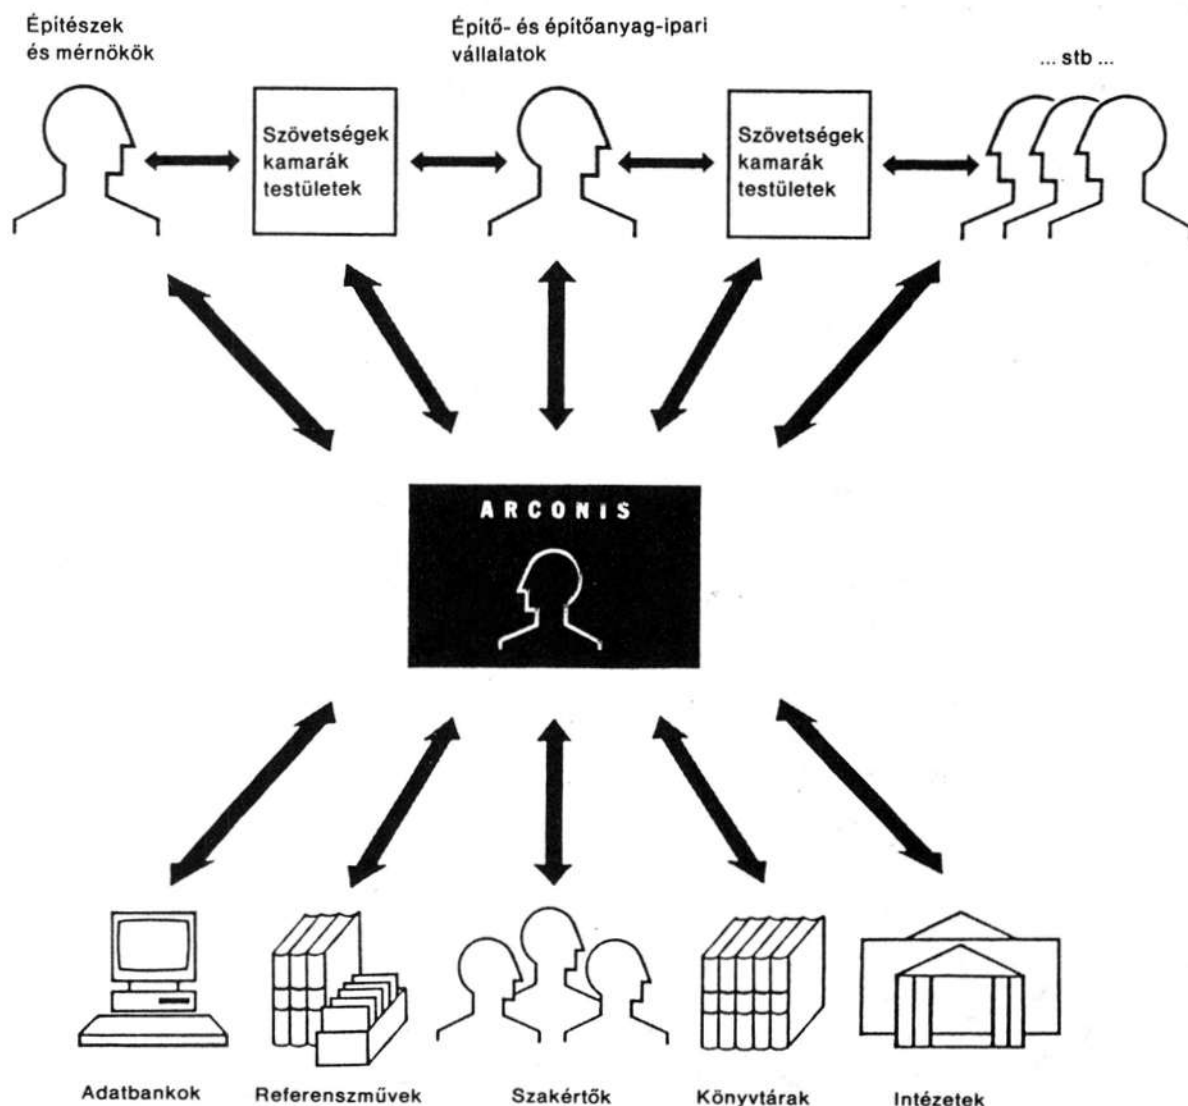 Építészek
és mérnökök
Építő- és építőanyag-ipari
vállalatok
... stb ...
Szövetségek
kamarák
testületek
Szövetségek
kamarák
testületek
ARCONIS
Adatbankok
Referenszművek
Szakértők
Könyvtárak
Intézetek